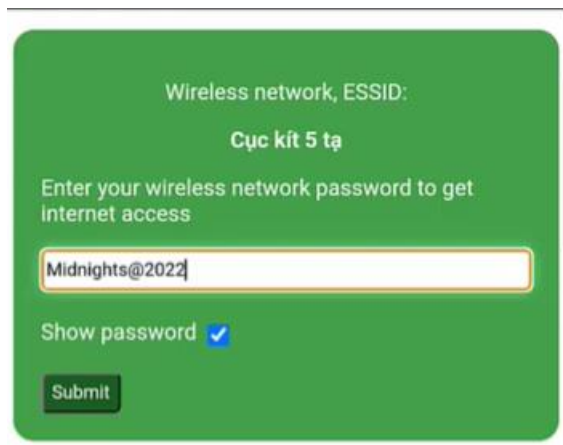 Wireless network, ESSID:
Cục kít 5 tạ
Enter your wireless network password to get
internet access
Midnights@2022
Show password
Submit